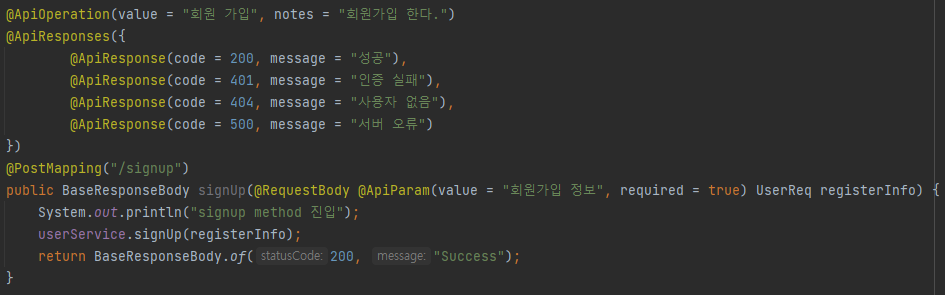 @ApiOperation(value = "회원 가입", notes = "회원가입 한다.")
@ApiResponses({
        @ApiResponse(code = 200, message = "성공"),
        @ApiResponse(code = 401, message = "인증 실패"),
        @ApiResponse(code = 404, message = "사용자 없음"),
        @ApiResponse(code = 500, message = "서버 오류")
})
@PostMapping("/signup")
public BaseResponseBody signUp(@RequestBody @ApiParam(value = "회원가입 정보", required = true) UserReq registerInfo) {
    System.out.println("signup method 진입");
    userService.signUp(registerInfo);
    return BaseResponseBody.of( statusCode: 200, message: "Success");
}